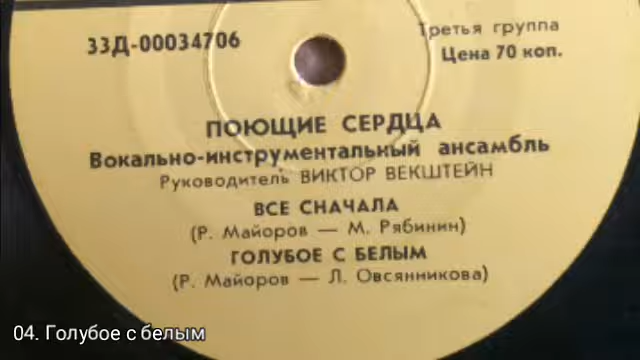 33Д-00034706
Третья группа
Цена 70 коп.
ПОЮЩИЕ СЕРДЦА
Вокально-инструментальный ансамбль
Руководитель ВИКТОР ВЕКШТЕЙН
ВСЕ СНАЧАЛА
(Р. Майоров — М. Рябинин)
ГОЛУБОЕ С БЕЛЫМ
(Р. Майоров — Л. Овсянникова)
04. Голубое с белым